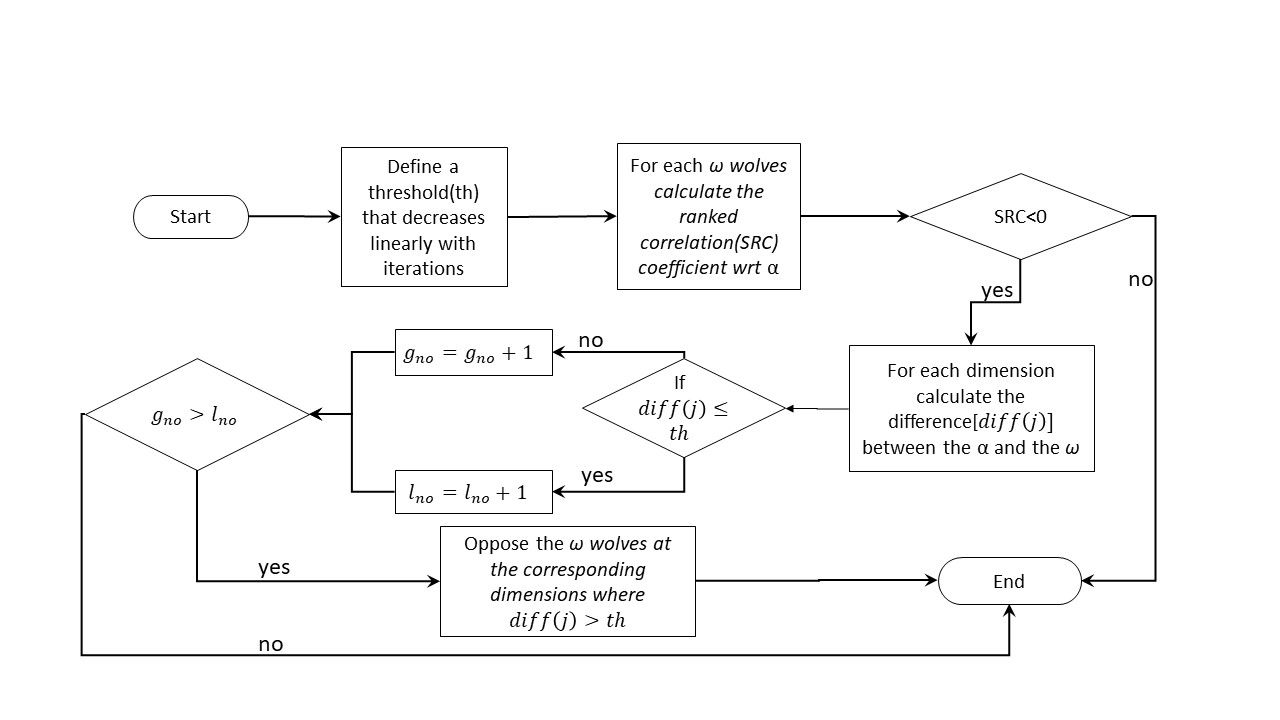 Start
Define a
threshold(th)
that decreases
linearly with
iterations
For each ω wolves
calculate the
ranked
correlation(SRC)
coefficient wrt α
SRC<0
no
yes
For each dimension
calculate the
difference[diff(j)]
between the α and the ω
If
diff(j) ≤
th
no
yes
g_no = g_no + 1
l_no = l_no + 1
g_no > l_no
yes
Oppose the ω wolves at
the corresponding
dimensions where
diff(j) > th
End
no